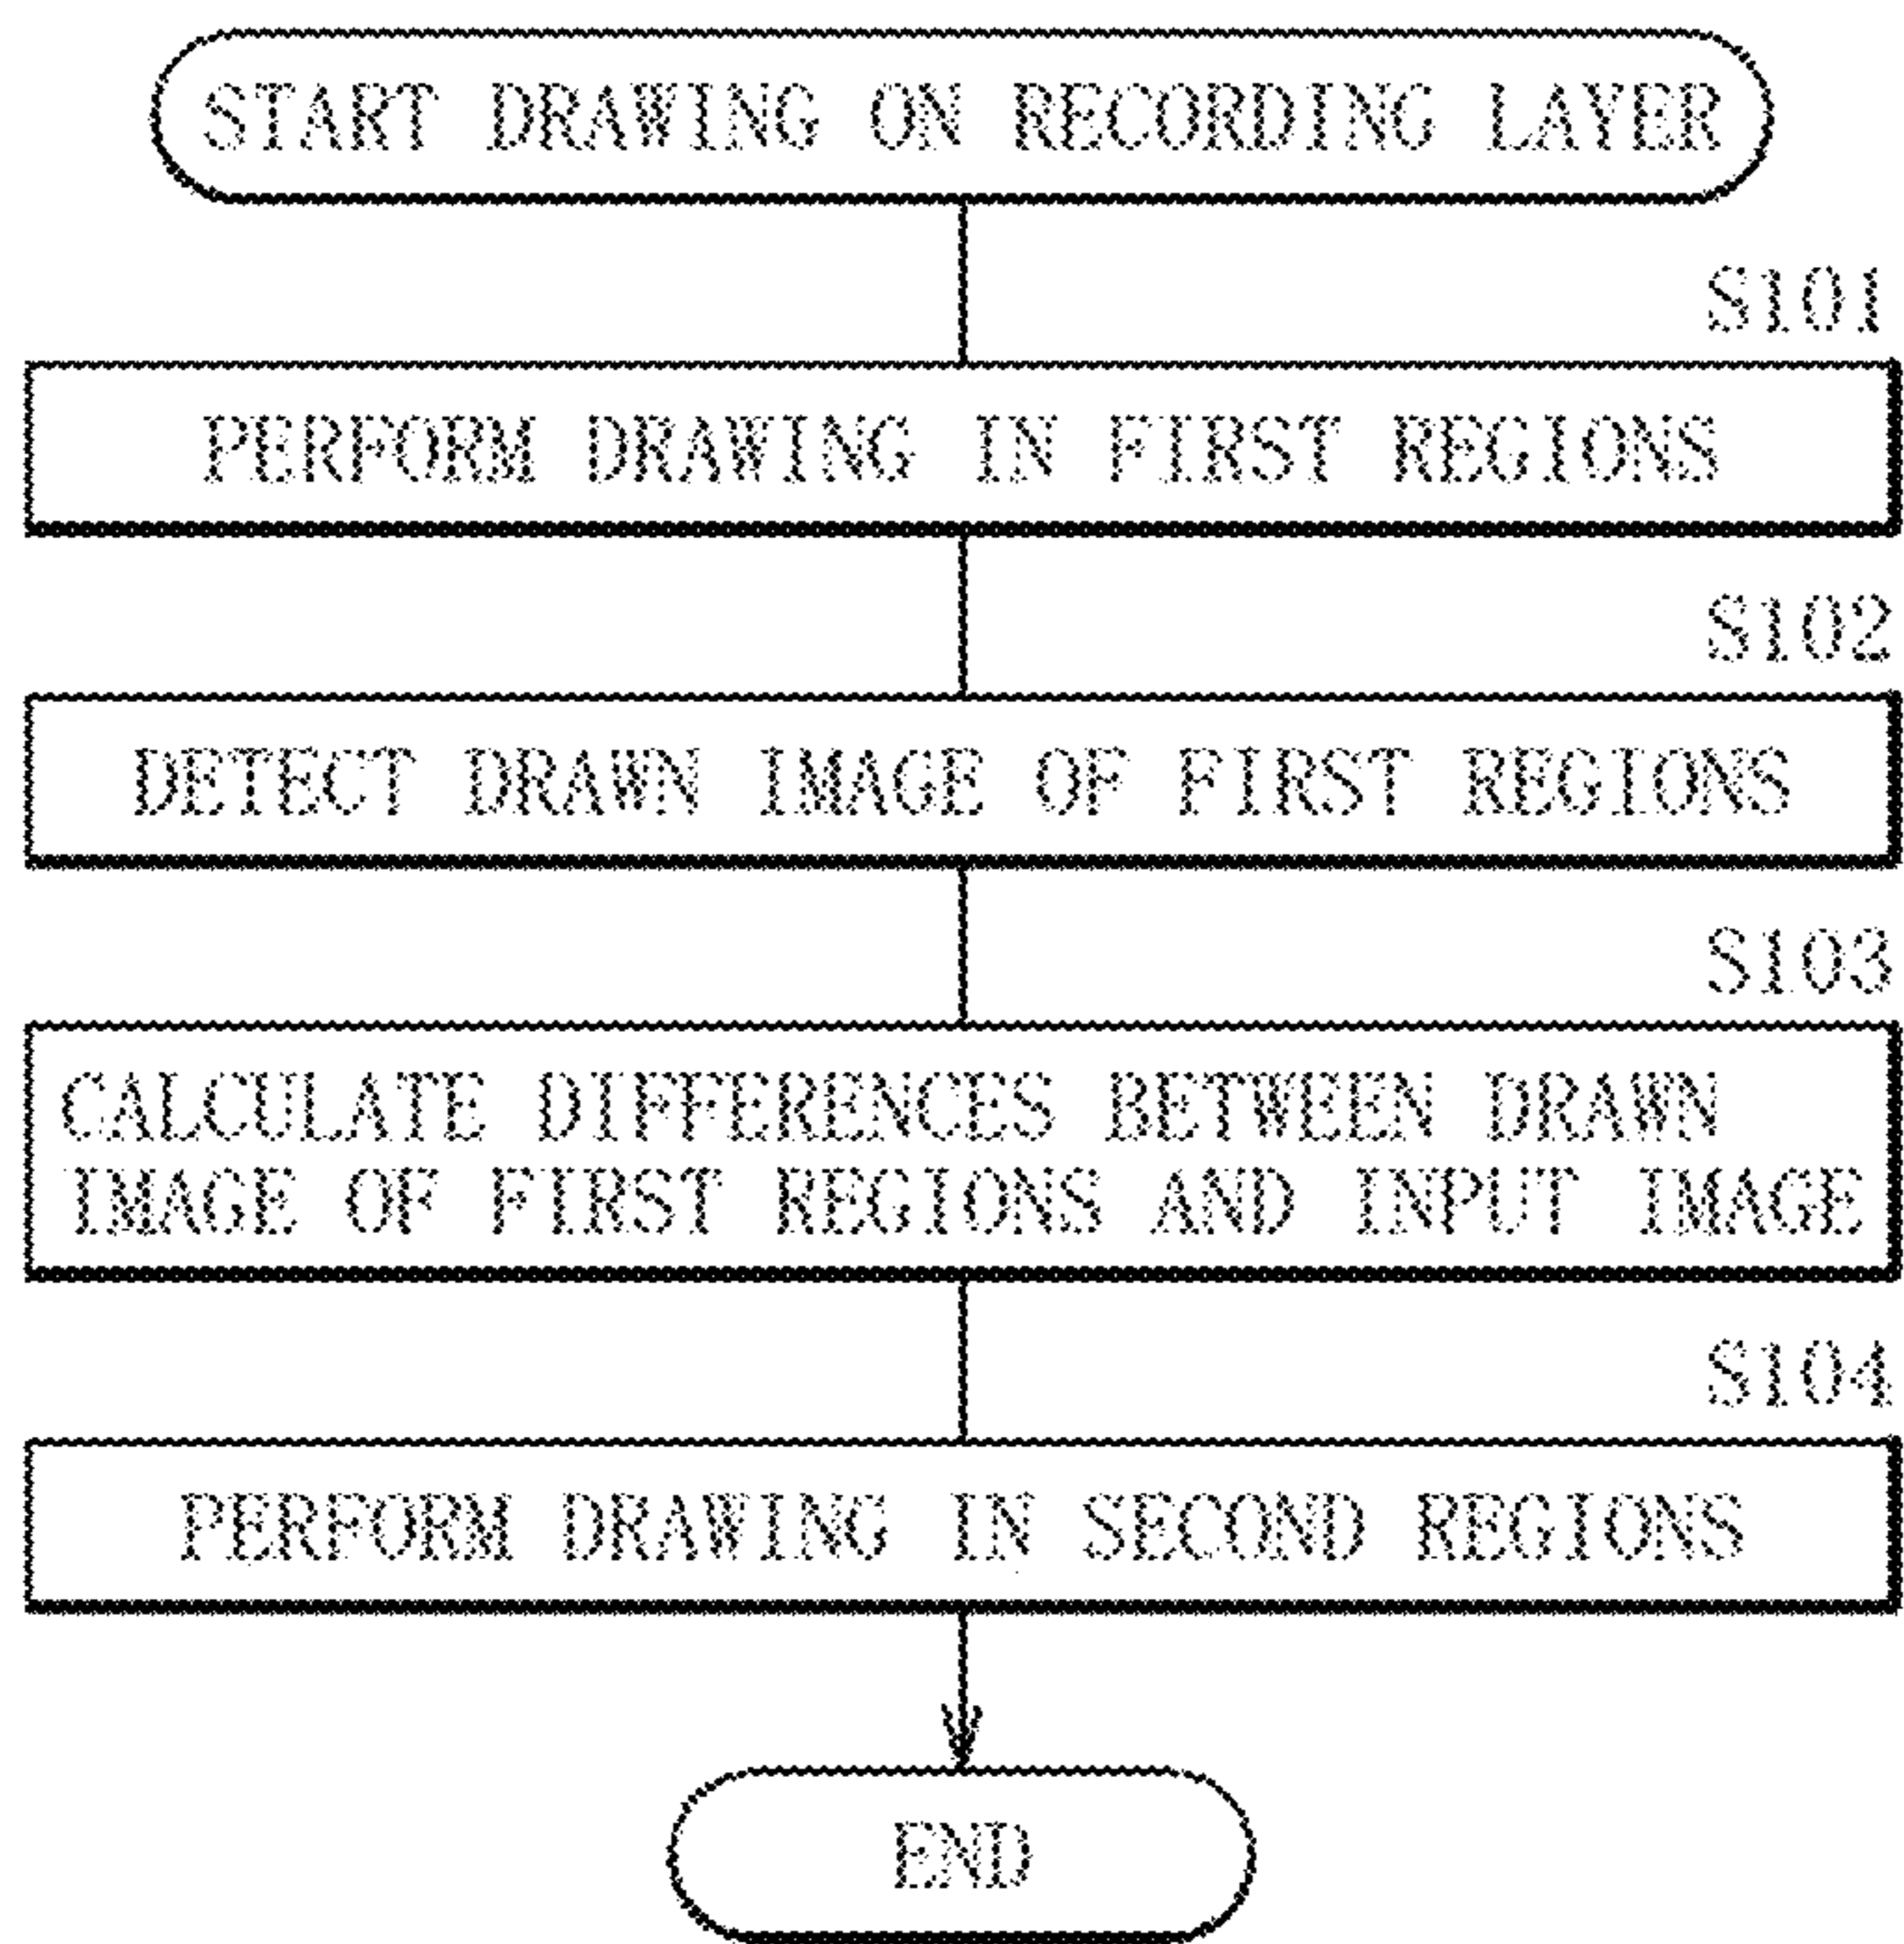 START DRAWING ON RECORDING LAYER
S101
PERFORM DRAWING IN FIRST REGIONS
S102
DETECT DRAWN IMAGE OF FIRST REGIONS
S103
CALCULATE DIFFERENCES BETWEEN DRAWN
IMAGE OF FIRST REGIONS AND INPUT IMAGE
S104
PERFORM DRAWING IN SECOND REGIONS
END